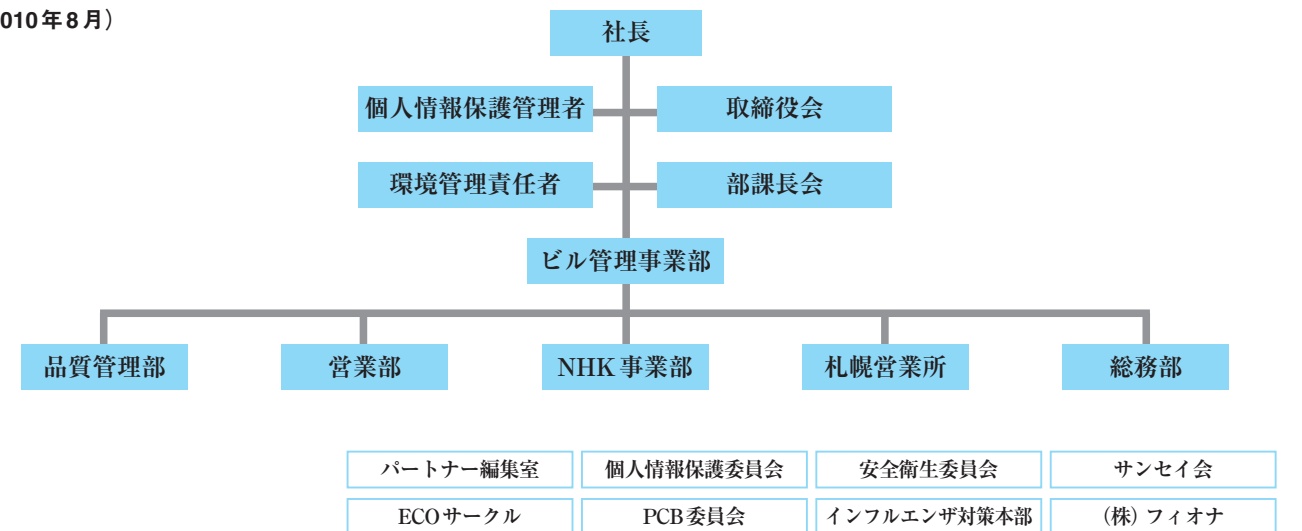 010年8月）
社長
個人情報保護管理者
取締役会
環境管理責任者
部課長会
ビル管理事業部
品質管理部
営業部
NHK事業部
札幌営業所
総務部
パートナー編集室
個人情報保護委員会
安全衛生委員会
サンセイ会
ECOサークル
PCB委員会
インフルエンザ対策本部
（株）フィオナ